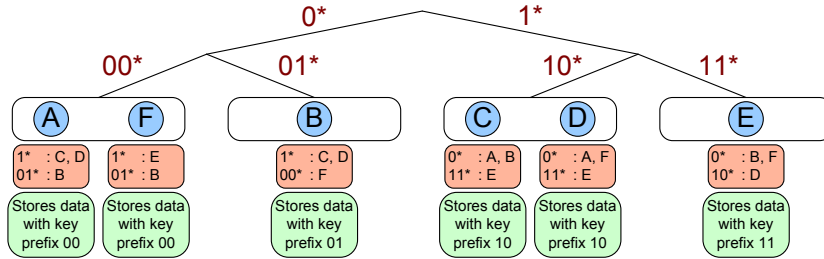 0* 1*
00* 01* 10* 11*
A F B C D E
1* : C, D
01* : B
1* : E
01* : B
1* : C, D
00* : F
0* : A, B
11* : E
0* : A, F
11* : E
0* : B, F
10* : D
Stores data
with key
prefix 00
Stores data
with key
prefix 00
Stores data
with key
prefix 01
Stores data
with key
prefix 10
Stores data
with key
prefix 10
Stores data
with key
prefix 11